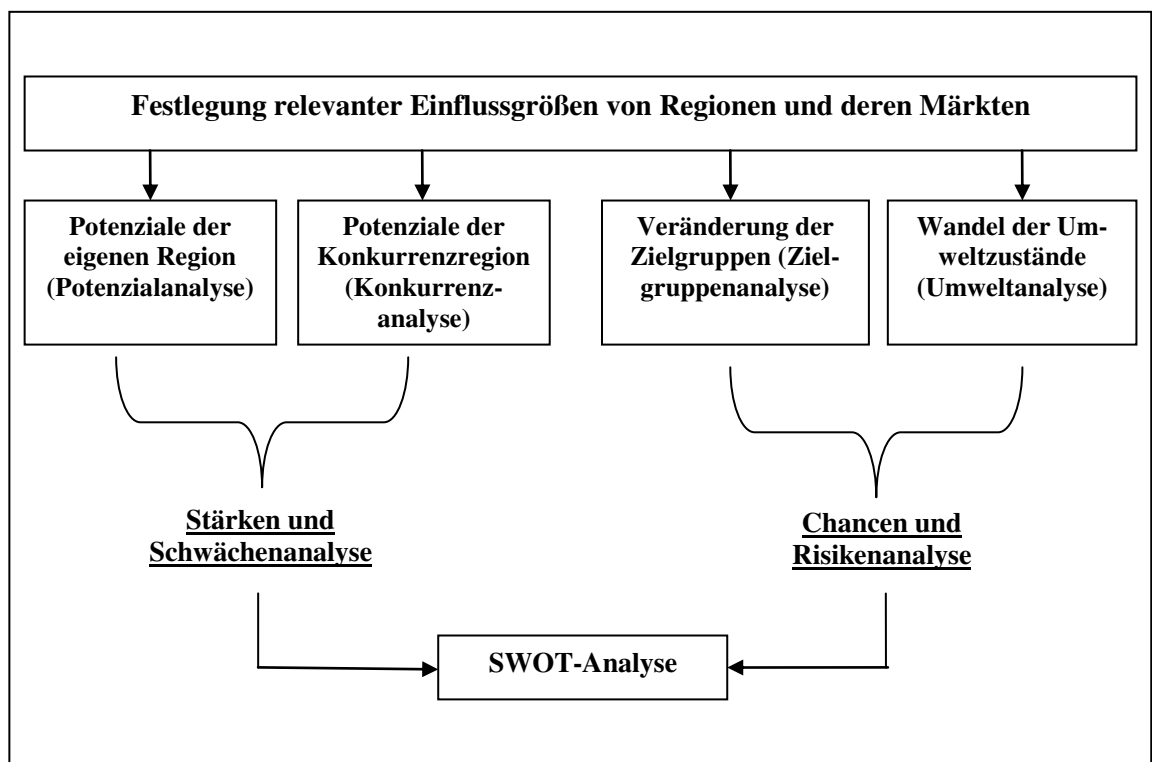 Festlegung relevanter Einflussgrößen von Regionen und deren Märkten
Potenziale der
eigenen Region
(Potenzialanalyse)
Potenziale der
Konkurrenzregion
(Konkurrenz-
analyse)
Veränderung der
Zielgruppen (Ziel-
gruppenanalyse)
Wandel der Um-
weltzustände
(Umweltanalyse)
Stärken und
Schwächenanalyse
Chancen und
Risikenanalyse
SWOT-Analyse